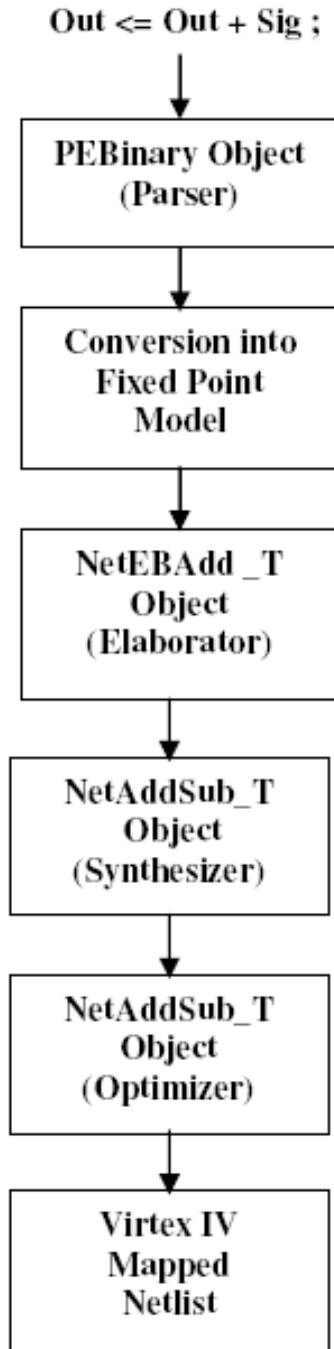 Out <= Out + Sig ;
PEBinary Object
(Parser)
Conversion into
Fixed Point
Model
NetEBAdd _T
Object
(Elaborator)
NetAddSub_T
Object
(Synthesizer)
NetAddSub_T
Object
(Optimizer)
Virtex IV
Mapped
Netlist